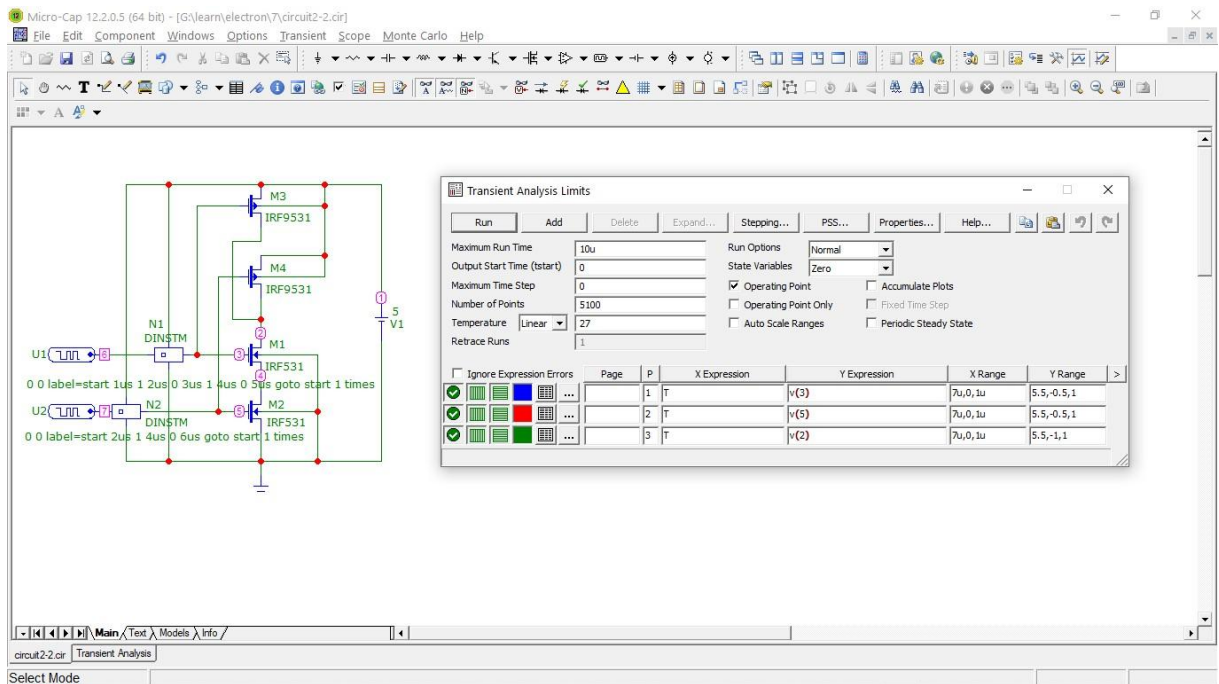 Micro-Cap 12.2.0.5 (64 bit) - [G:\learn\electron\7\circuit2-2.cir]
File Edit Component Windows Options Transient Scope Monte Carlo Help
M3
IRF9531
M4
IRF9531
1
5
V1
2
N1
DINSTM
M1
U1
6
3
IRF531
4
0 0 label=start 1us 1 2us 0 3us 1 4us 0 5us goto start 1 times
U2
7
N2
5
M2
DINSTM
IRF531
0 0 label=start 2us 1 4us 0 6us goto start 1 times
Transient Analysis Limits
Run Add Delete Expand... Stepping... PSS... Properties... Help...
Maximum Run Time 10u Run Options Normal
Output Start Time (tstart) 0 State Variables Zero
Maximum Time Step 0 Operating Point Accumulate Plots
Number of Points 5100 Operating Point Only Fixed Time Step
Temperature Linear 27 Auto Scale Ranges Periodic Steady State
Retrace Runs 1
Ignore Expression Errors Page P X Expression Y Expression X Range Y Range >
... 1 T v(3) 7u,0,1u 5.5,-0.5,1
... 2 T v(5) 7u,0,1u 5.5,-0.5,1
... 3 T v(2) 7u,0,1u 5.5,-1,1
Main Text Models Info
circuit2-2.cir Transient Analysis
Select Mode